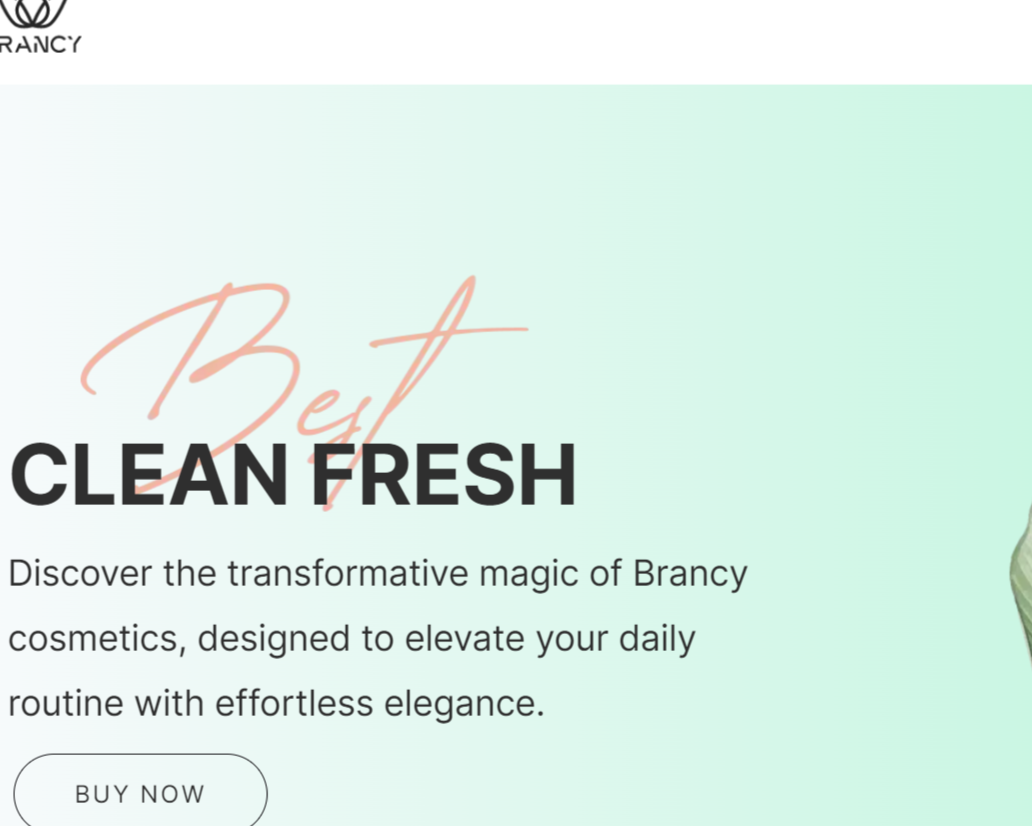 RANCY
Best
CLEAN FRESH
Discover the transformative magic of Brancy
cosmetics, designed to elevate your daily
routine with effortless elegance.
BUY NOW